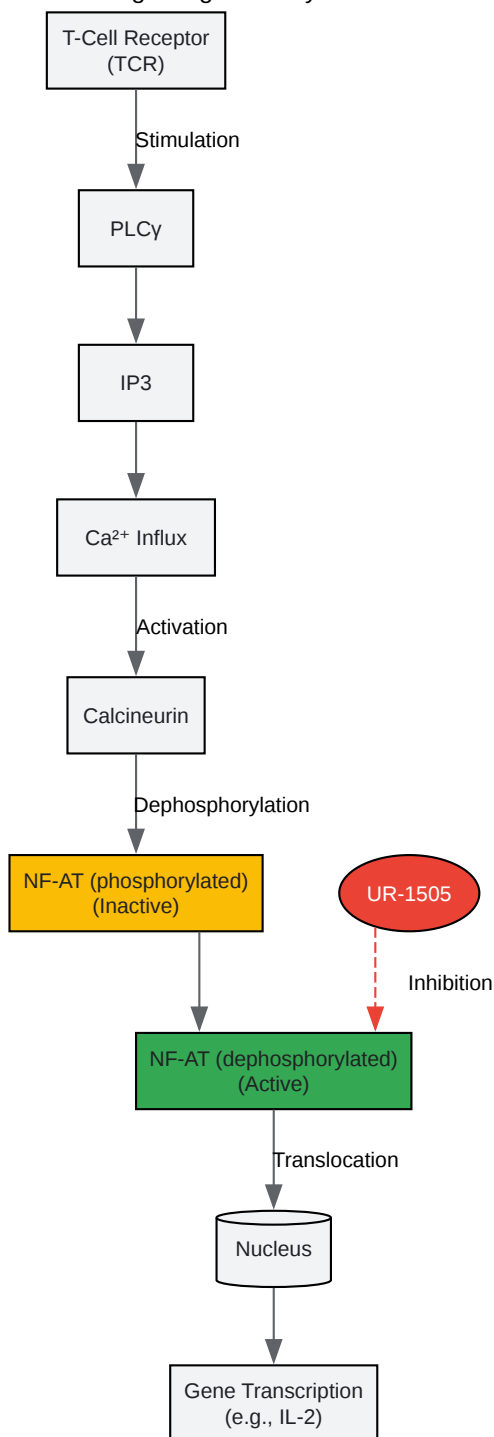 T-Cell Receptor
(TCR)
Stimulation
PLCγ
IP3
Ca²⁺ Influx
Activation
Calcineurin
Dephosphorylation
NF-AT (phosphorylated)
(Inactive)
UR-1505
Inhibition
NF-AT (dephosphorylated)
(Active)
Translocation
Nucleus
Gene Transcription
(e.g., IL-2)